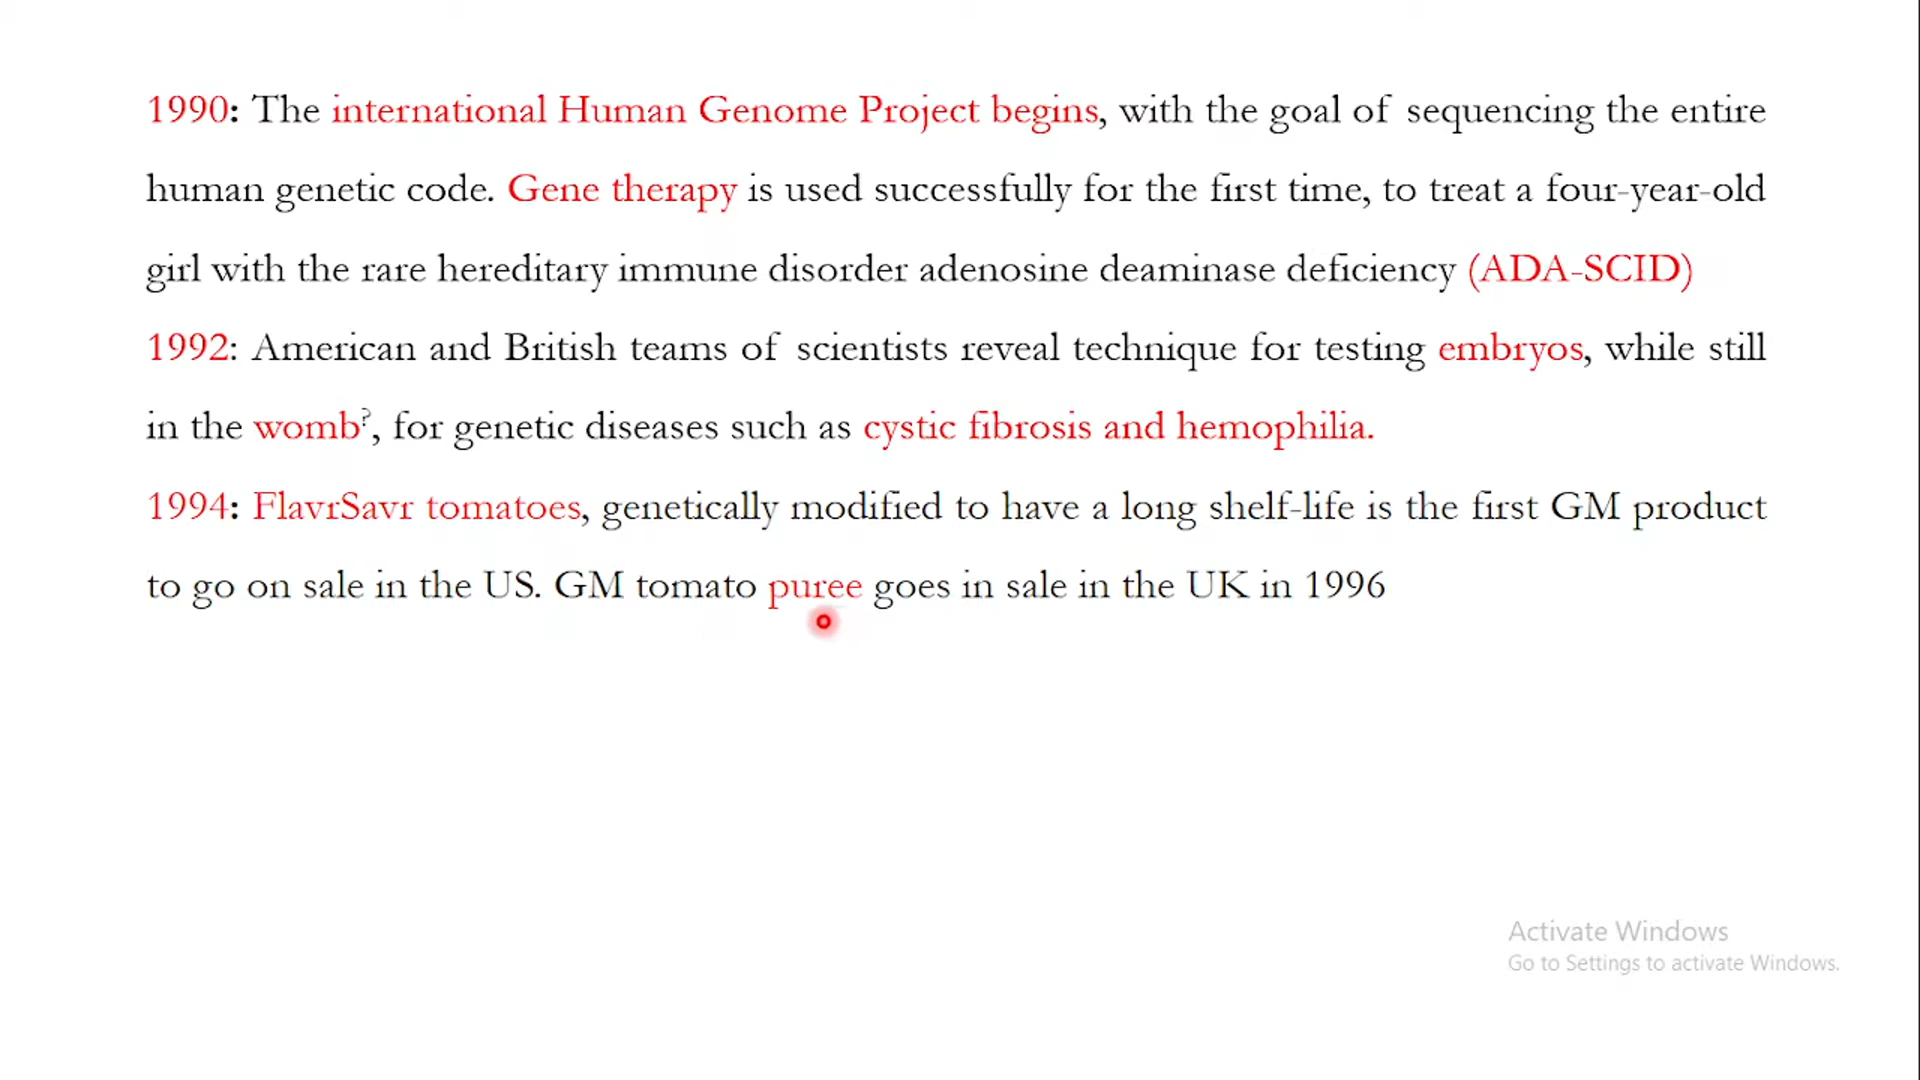 1990: The international Human Genome Project begins, with the goal of sequencing the entire
human genetic code. Gene therapy is used successfully for the first time, to treat a four-year-old
girl with the rare hereditary immune disorder adenosine deaminase deficiency (ADA-SCID)
1992: American and British teams of scientists reveal technique for testing embryos, while still
in the womb?, for genetic diseases such as cystic fibrosis and hemophilia.
1994: FlavrSavr tomatoes, genetically modified to have a long shelf-life is the first GM product
to go on sale in the US. GM tomato puree goes in sale in the UK in 1996
Activate Windows
Go to Settings to activate Windows.